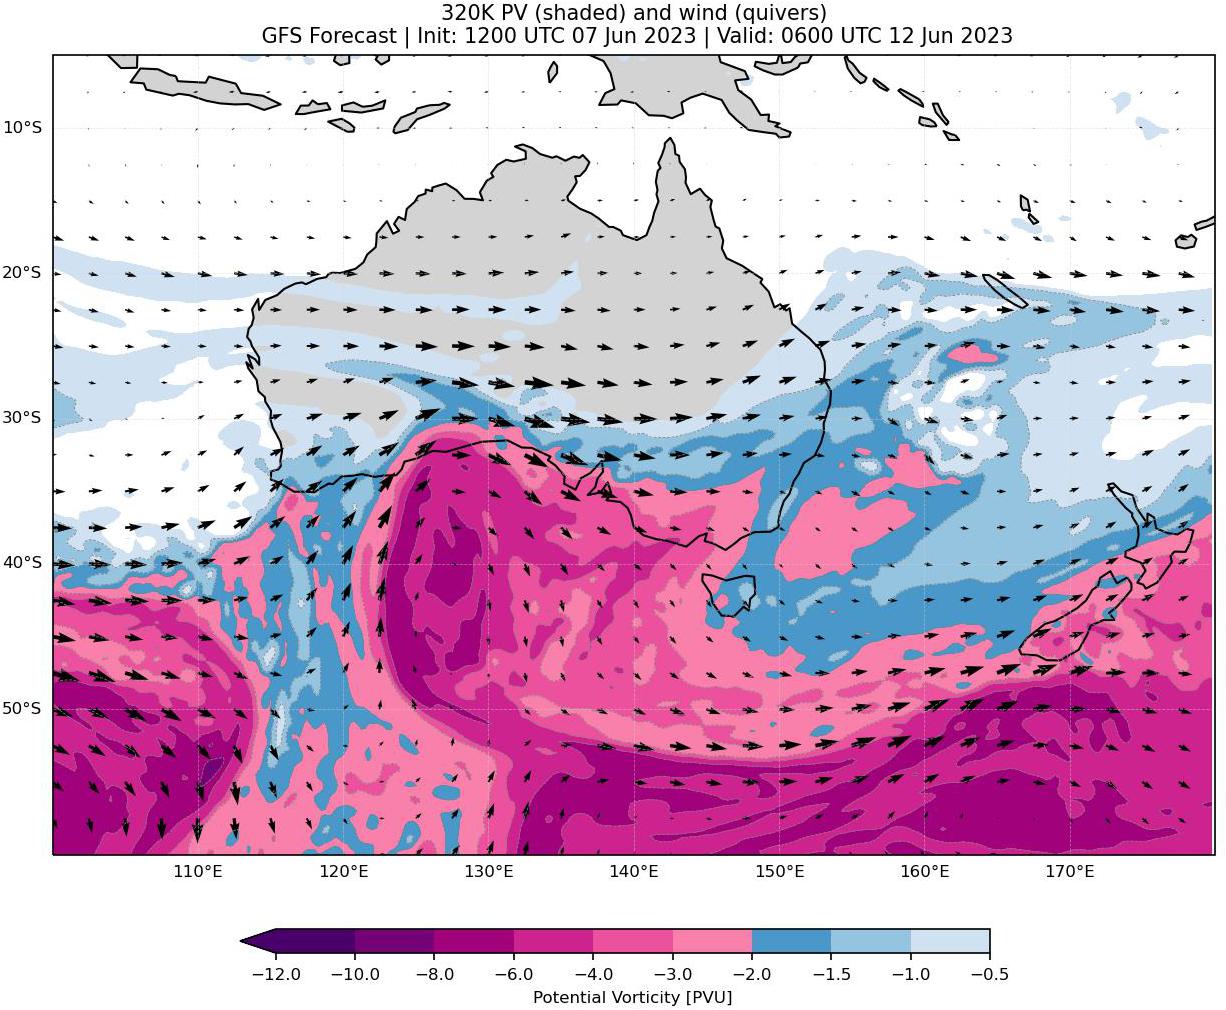 320K PV (shaded) and wind (quivers)
GFS Forecast | Init: 1200 UTC 07 Jun 2023 | Valid: 0600 UTC 12 Jun 2023
10°S
20°S
30°S
40°S
50°S
110°E 120°E 130°E 140°E 150°E 160°E 170°E
−12.0 −10.0 −8.0 −6.0 −4.0 −3.0 −2.0 −1.5 −1.0 −0.5
Potential Vorticity [PVU]